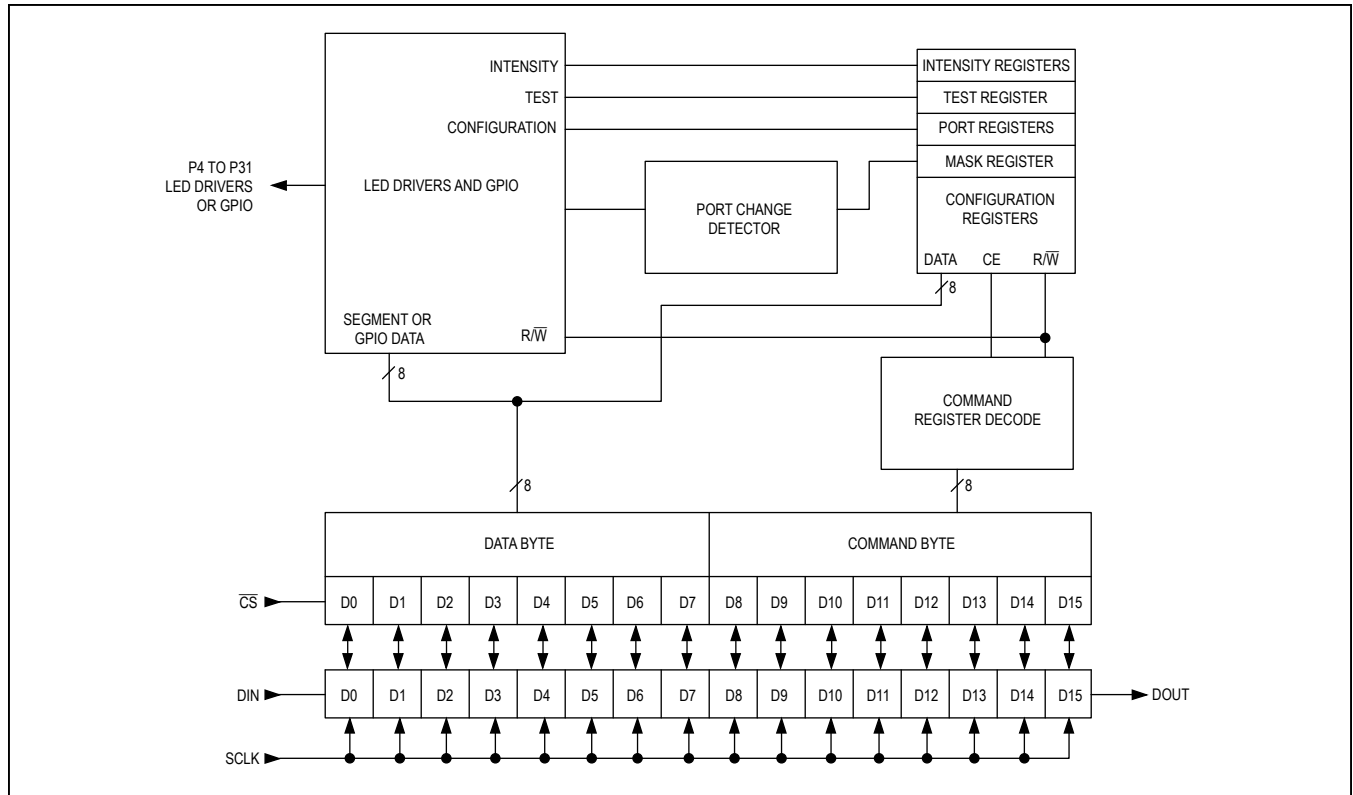 INTENSITY
TEST
CONFIGURATION
INTENSITY REGISTERS
TEST REGISTER
PORT REGISTERS
MASK REGISTER
CONFIGURATION
REGISTERS
DATA CE R/W̅
8
P4 TO P31
LED DRIVERS
OR GPIO
LED DRIVERS AND GPIO
PORT CHANGE
DETECTOR
SEGMENT OR
GPIO DATA
R/W̅
8
COMMAND
REGISTER DECODE
8
8
DATA BYTE COMMAND BYTE
C̅S̅ D0 D1 D2 D3 D4 D5 D6 D7 D8 D9 D10 D11 D12 D13 D14 D15
DIN D0 D1 D2 D3 D4 D5 D6 D7 D8 D9 D10 D11 D12 D13 D14 D15 DOUT
SCLK